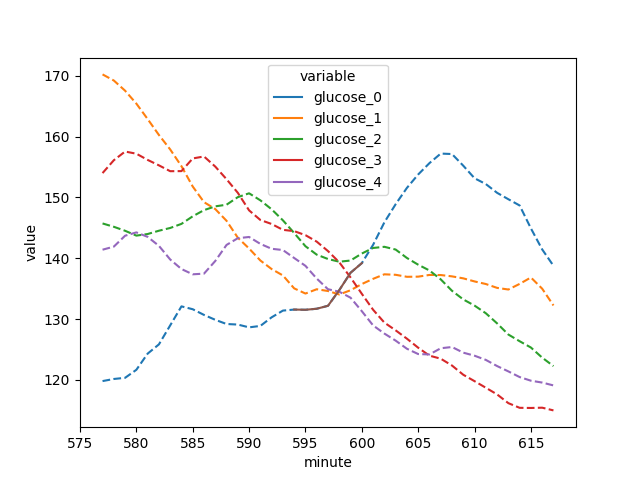 variable
glucose_0
glucose_1
glucose_2
glucose_3
glucose_4
170
160
150
140
130
120
value
575 580 585 590 595 600 605 610 615
minute